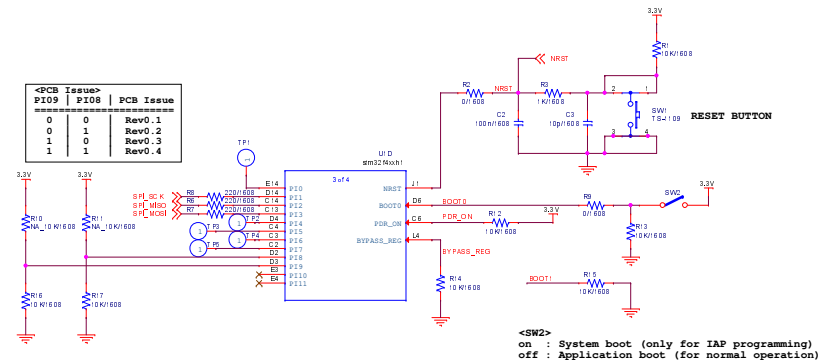 3.3V
R1
10K/1608
NRST
<PCB Issue>
PI09 | PI08 | PCB Issue
====================
0 | 0 | Rev0.1
0 | 1 | Rev0.2
1 | 0 | Rev0.3
1 | 1 | Rev0.4
R2
0/1608
NRST
R3
1K/1608
C2
100n/1608
C3
10p/1608
2 1
SW1
TS-1109
3 4
RESET BUTTON
TP1
1
U1D
stm32f4xxh1
3 of 4
3.3V
3.3V
R10
NA_10K/1608
R11
NA_10K/1608
SPI_SCK
SPI_MISO
SPI_MOSI
R8 220/1608
R6 220/1608
R7 220/1608
TP2
1
TP3
1
TP4
1
TP5
1
E14 PI0
D14 PI1
C14 PI2
C13 PI3
D4 PI4
C4 PI5
C3 PI6
C2 PI7
D2 PI8
D3 PI9
E3 PI10
E4 PI11
NRST J1
BOOT0 D6
PDR_ON C6
BYPASS_REG L4
BOOT0
R9
0/1608
SW2
3.3V
PDR_ON
R12
10K/1608
3.3V
R13
10K/1608
BYPASS_REG
R14
10K/1608
BOOT1
R15
10K/1608
R16
10K/1608
R17
10K/1608
<SW2>
on : System boot (only for IAP programming)
off : Application boot (for normal operation)